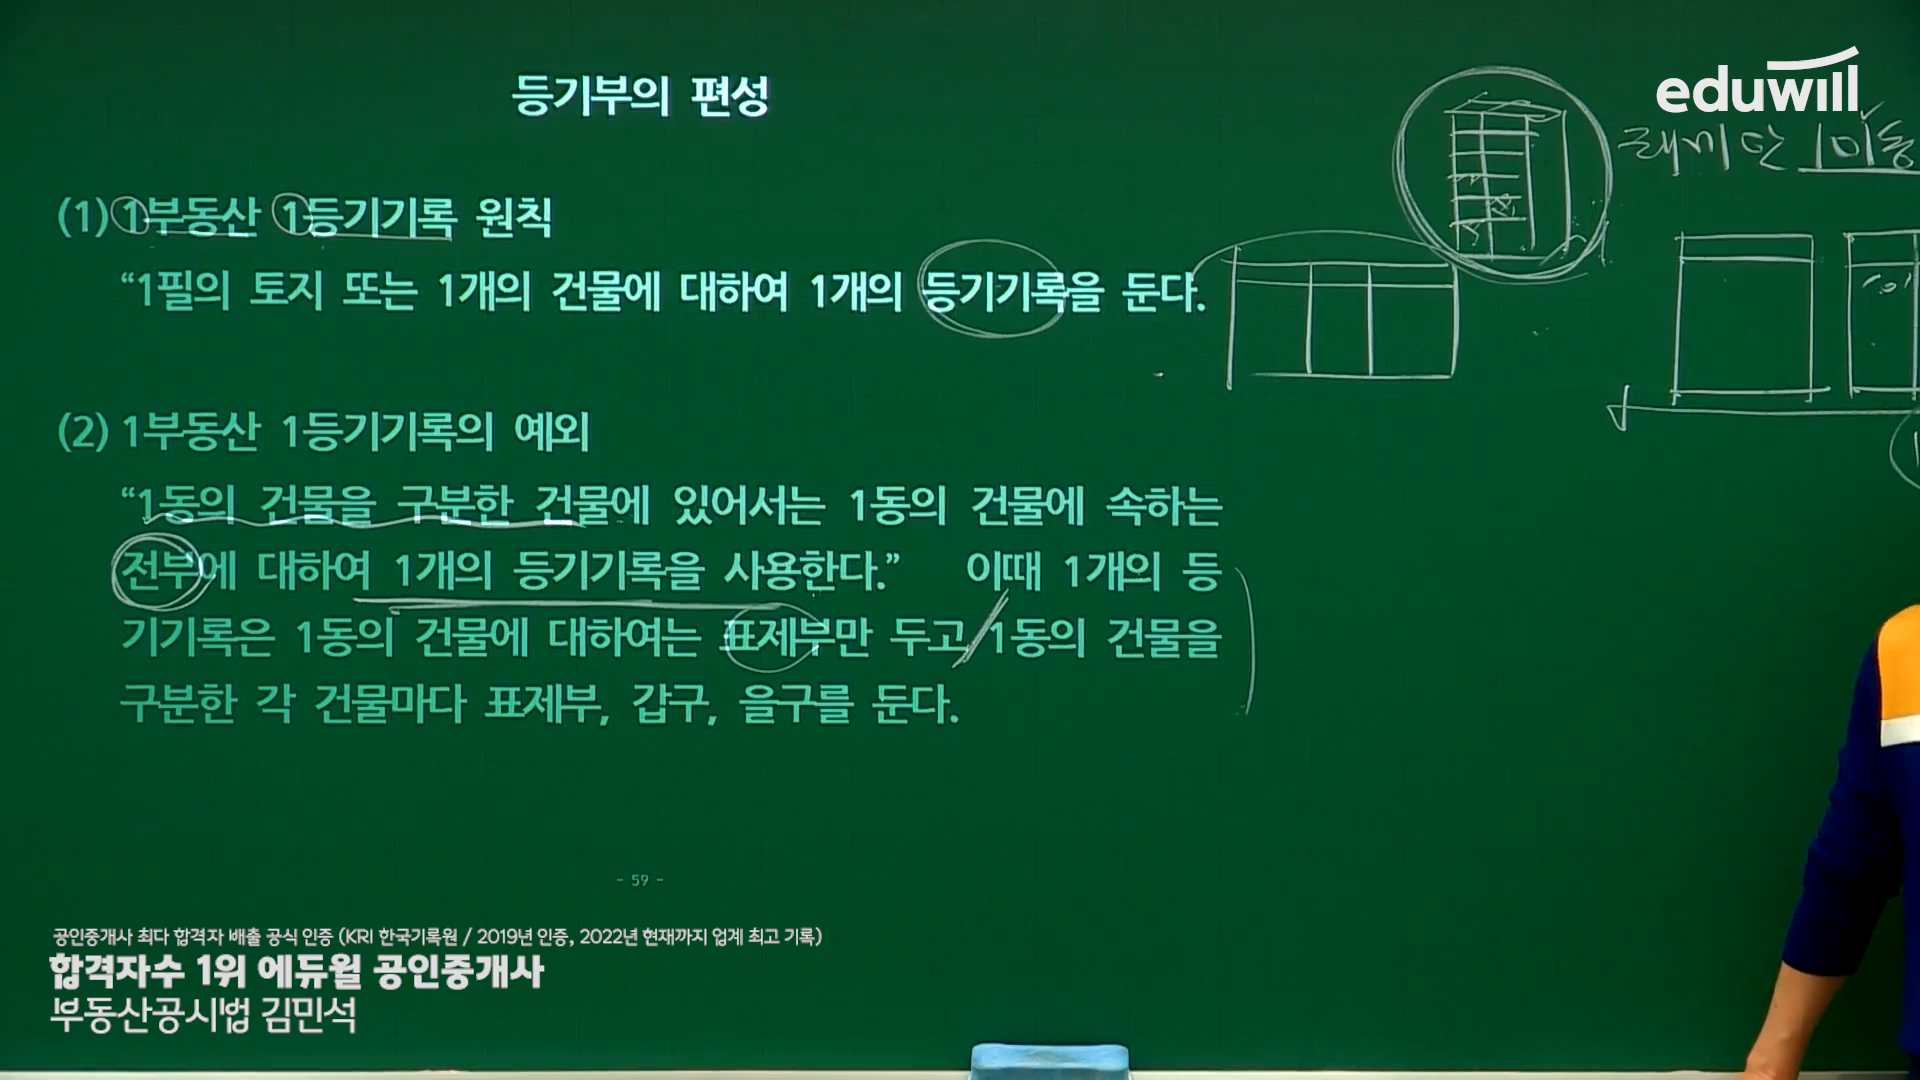 등기부의 편성
eduwill
래미안 101동
(1) 1부동산 1등기기록 원칙
“1필의 토지 또는 1개의 건물에 대하여 1개의 등기기록을 둔다.
(2) 1부동산 1등기기록의 예외
“1동의 건물을 구분한 건물에 있어서는 1동의 건물에 속하는
전부에 대하여 1개의 등기기록을 사용한다.” 이때 1개의 등
기기록은 1동의 건물에 대하여는 표제부만 두고, 1동의 건물을
구분한 각 건물마다 표제부, 갑구, 을구를 둔다.
- 59 -
공인중개사 최다 합격자 배출 공식 인증 (KRI 한국기록원 / 2019년 인증, 2022년 현재까지 업계 최고 기록)
합격자수 1위 에듀윌 공인중개사
부동산공시법 김민석